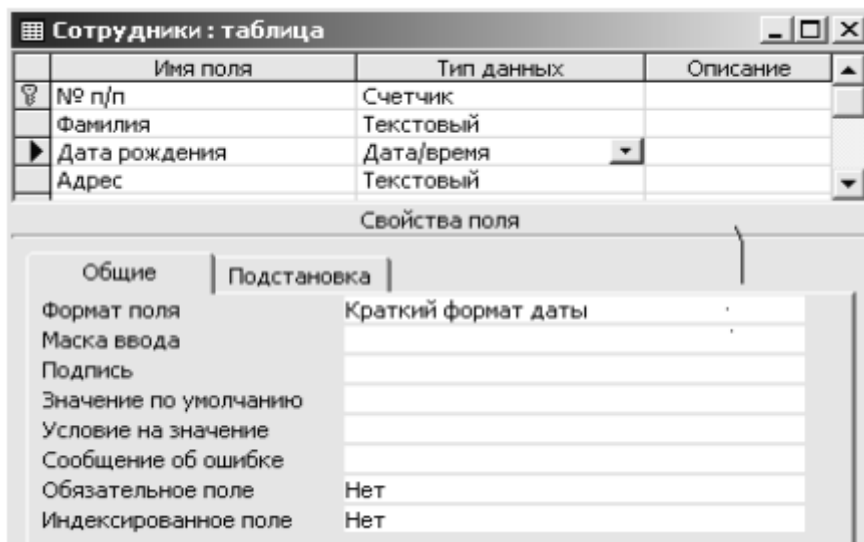 Сотрудники : таблица
Имя поля Тип данных Описание
№ п/п Счетчик
Фамилия Текстовый
Дата рождения Дата/время
Адрес Текстовый
Свойства поля
Общие Подстановка
Формат поля Краткий формат даты
Маска ввода
Подпись
Значение по умолчанию
Условие на значение
Сообщение об ошибке
Обязательное поле Нет
Индексированное поле Нет